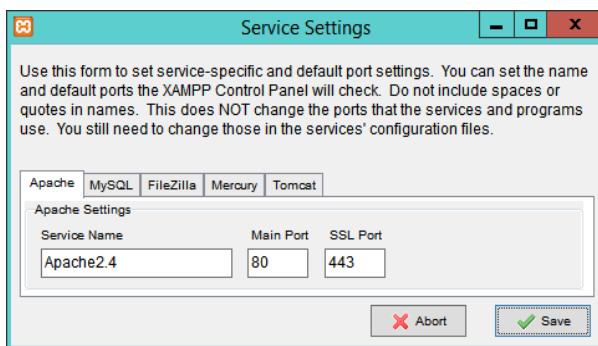 Service Settings
Use this form to set service-specific and default port settings. You can set the name
and default ports the XAMPP Control Panel will check. Do not include spaces or
quotes in names. This does NOT change the ports that the services and programs
use. You still need to change those in the services' configuration files.
Apache MySQL FileZilla Mercury Tomcat
Apache Settings
Service Name Main Port SSL Port
Apache2.4 80 443
Abort Save